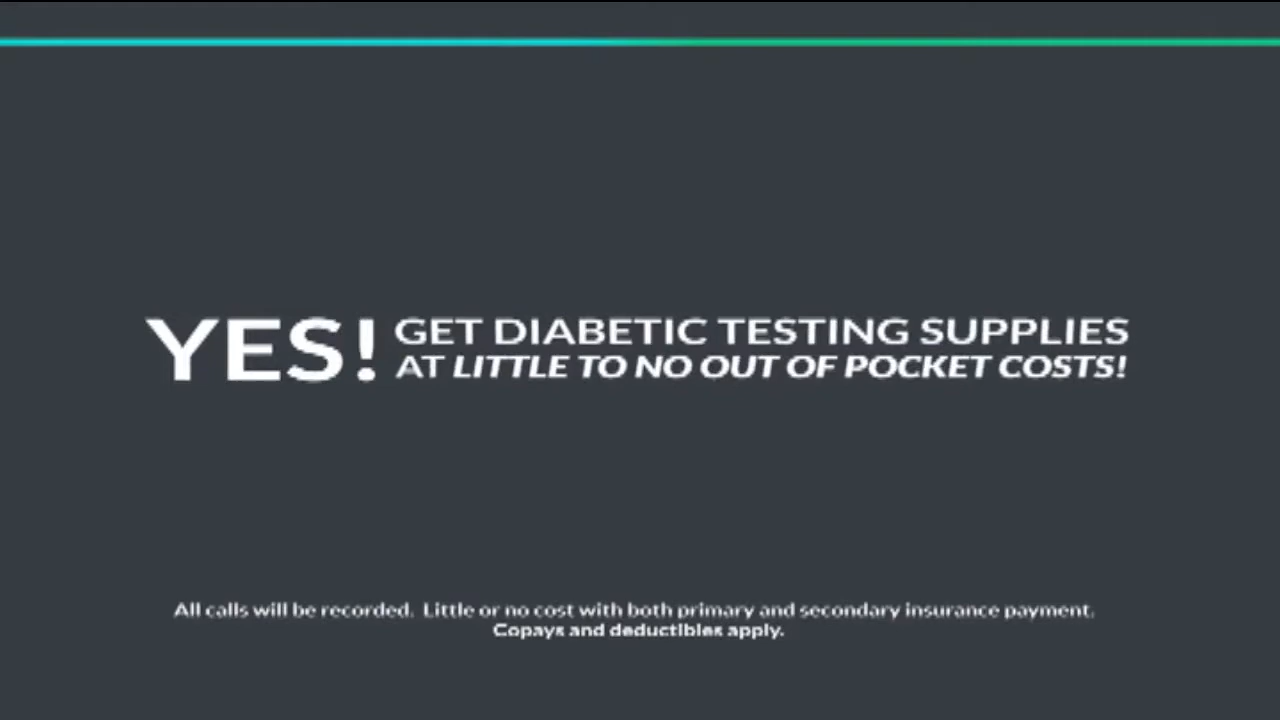 YES! GET DIABETIC TESTING SUPPLIES
AT LITTLE TO NO OUT OF POCKET COSTS!
All calls will be recorded. Little or no cost with both primary and secondary insurance payment.
Copays and deductibles apply.